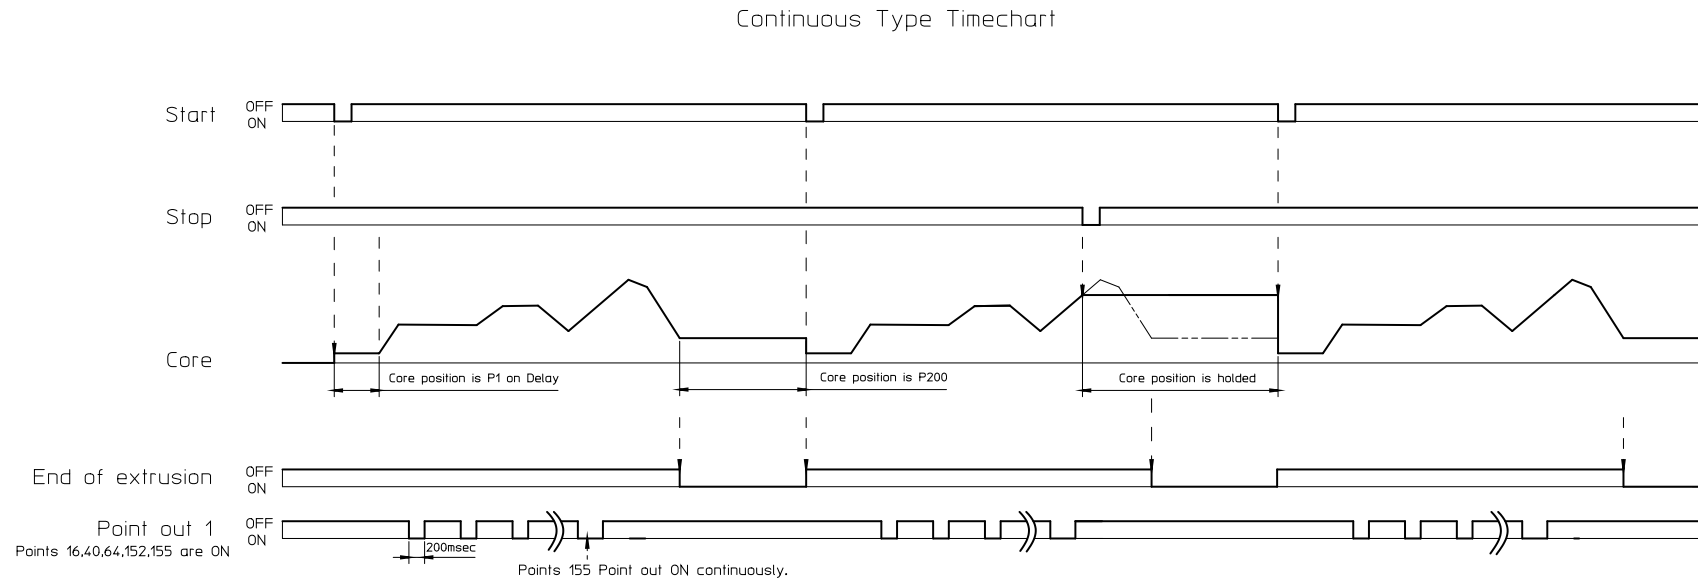 Continuous Type Timechart
Start
OFF
ON
Stop
OFF
ON
Core
Core position is P1 on Delay
Core position is P200
Core position is holded
End of extrusion
OFF
ON
Point out 1
OFF
ON
Points 16,40,64,152,155 are ON
200msec
Points 155 Point out ON continuously.